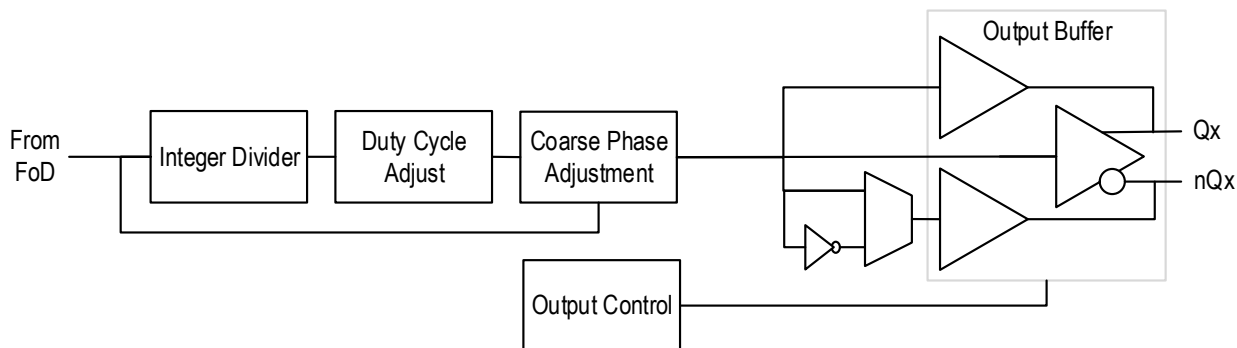 Output Buffer
From
FoD
Integer Divider
Duty Cycle
Adjust
Coarse Phase
Adjustment
Qx
nQx
Output Control